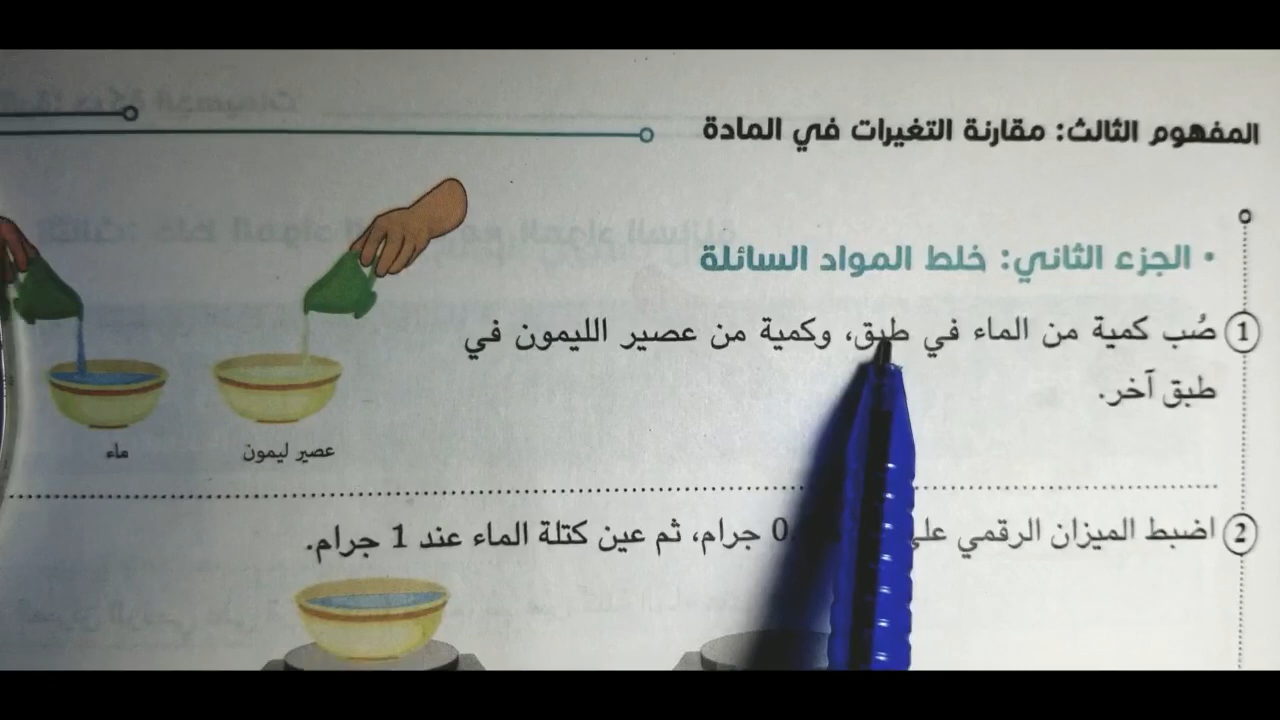 المفهوم الثالث: مقارنة التغيرات في المادة
• الجزء الثاني: خلط المواد السائلة
1 صُب كمية من الماء في طبق، وكمية من عصير الليمون في
طبق آخر.
عصير ليمون
ماء
2 اضبط الميزان الرقمي على 0 جرام، ثم عين كتلة الماء عند 1 جرام.